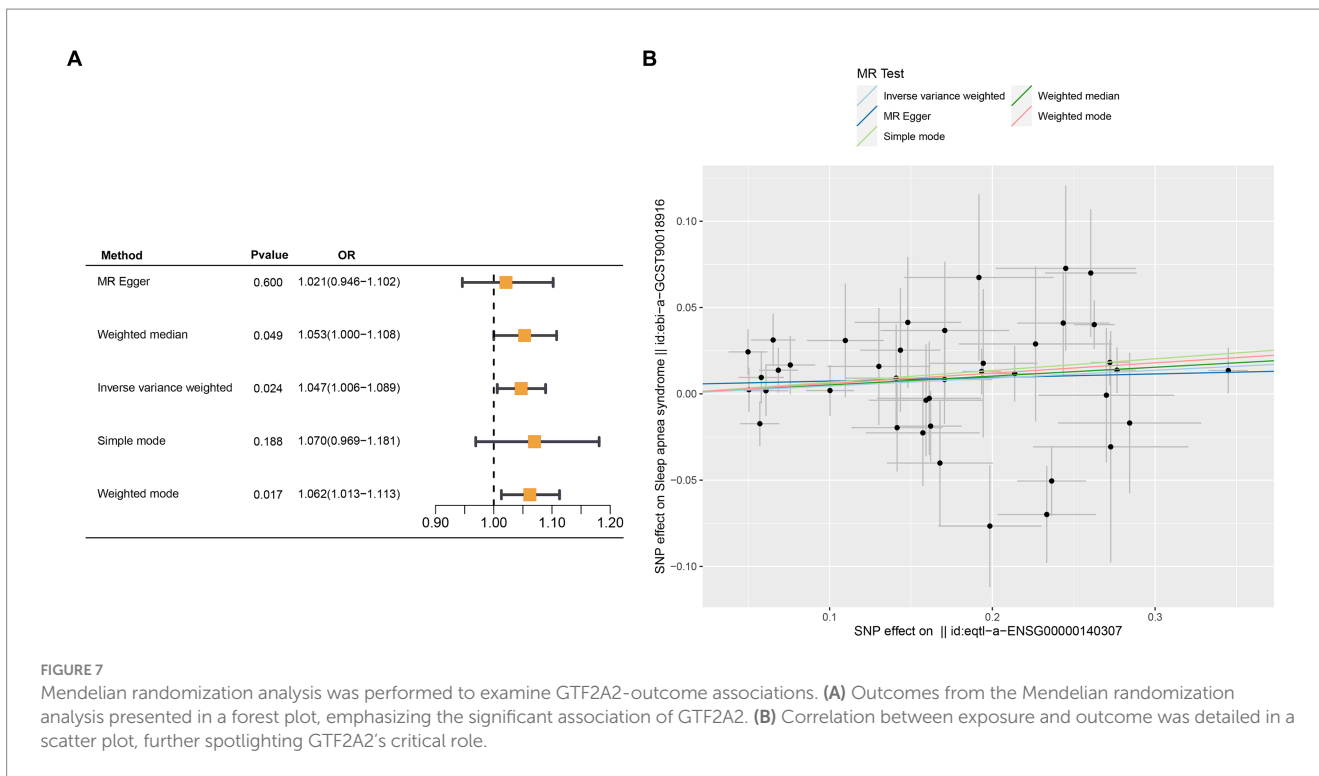 A
Method Pvalue OR
MR Egger 0.600 1.021(0.946−1.102)
Weighted median 0.049 1.053(1.000−1.108)
Inverse variance weighted 0.024 1.047(1.006−1.089)
Simple mode 0.188 1.070(0.969−1.181)
Weighted mode 0.017 1.062(1.013−1.113)
0.90 1.00 1.10 1.20
B
MR Test
Inverse variance weighted Weighted median
MR Egger Weighted mode
Simple mode
SNP effect on Sleep apnea syndrome || id:ebi−a−GCST90018916
0.10
0.05
0.00
−0.05
−0.10
0.1 0.2 0.3
SNP effect on || id:eqtl−a−ENSG00000140307
FIGURE 7
Mendelian randomization analysis was performed to examine GTF2A2-outcome associations. (A) Outcomes from the Mendelian randomization
analysis presented in a forest plot, emphasizing the significant association of GTF2A2. (B) Correlation between exposure and outcome was detailed in a
scatter plot, further spotlighting GTF2A2’s critical role.